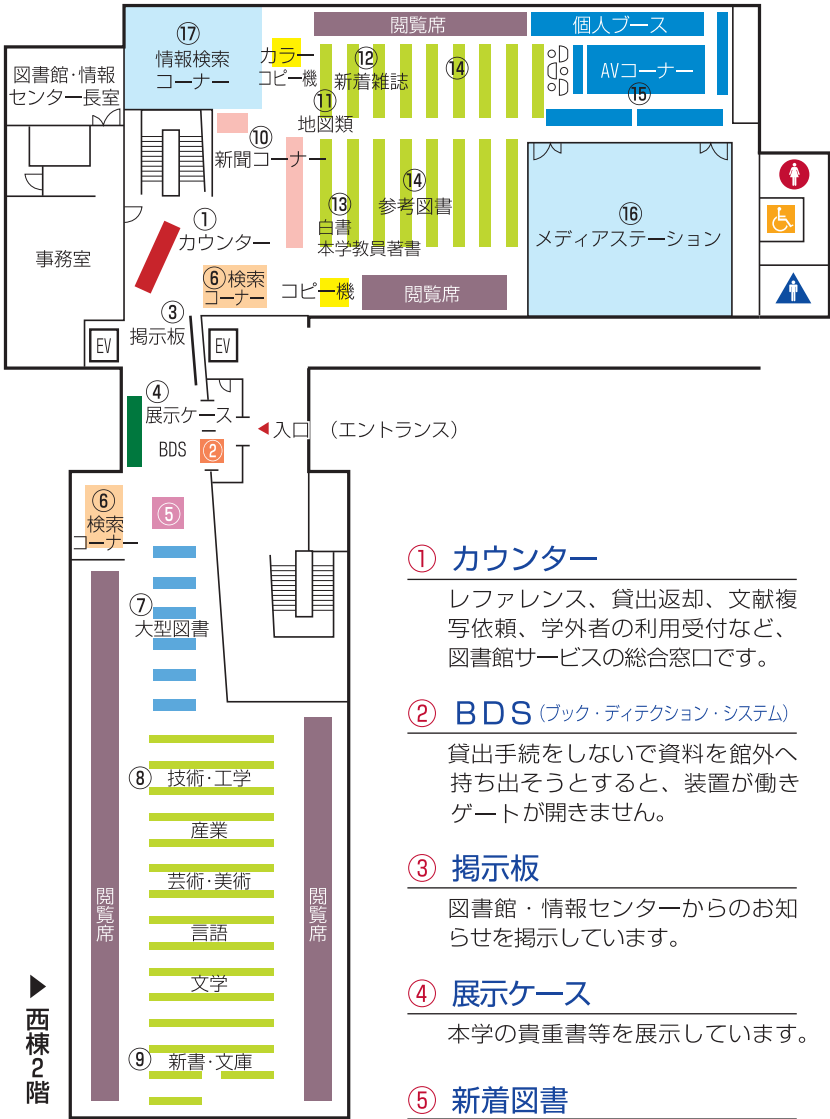 ⑰
情報検索
コーナー
カラー
コピー機
閲覧席
個人ブース
図書館・情報
センター長室
⑫
新着雑誌
⑭
AVコーナー
⑮
⑪
地図類
⑩
新聞コーナー
⑭
参考図書
⑬
白書
本学教員著書
⑯
メディアステーション
①
カウンター
事務室
⑥検索
コーナー
コピー機
閲覧席
③
掲示板
EV
EV
④
展示ケース
BDS
②
入口 （エントランス）
⑥
検索
コーナー
⑤
⑦
大型図書
⑧ 技術・工学
産業
芸術・美術
言語
文学
⑨ 新書・文庫
閲覧席
閲覧席
▶西棟2階
① カウンター
レファレンス、貸出返却、文献複
写依頼、学外者の利用受付など、
図書館サービスの総合窓口です。
② BDS（ブック・ディテクション・システム）
貸出手続をしないで資料を館外へ
持ち出そうとすると、装置が働き
ゲートが開きません。
③ 掲示板
図書館・情報センターからのお知
らせを掲示しています。
④ 展示ケース
本学の貴重書等を展示しています。
⑤ 新着図書